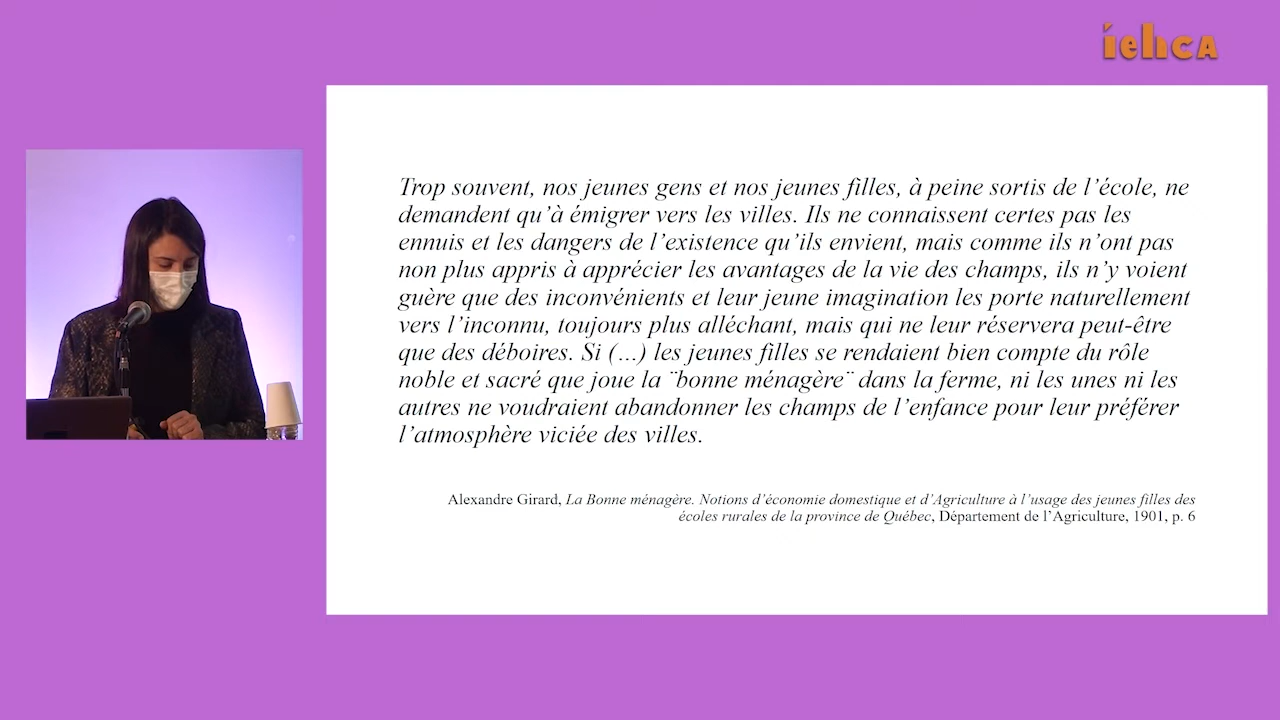 iehca
Trop souvent, nos jeunes gens et nos jeunes filles, à peine sortis de l’école, ne
demandent qu’à émigrer vers les villes. Ils ne connaissent certes pas les
ennuis et les dangers de l’existence qu’ils envient, mais comme ils n’ont pas
non plus appris à apprécier les avantages de la vie des champs, ils n’y voient
guère que des inconvénients et leur jeune imagination les porte naturellement
vers l’inconnu, toujours plus alléchant, mais qui ne leur réservera peut-être
que des déboires. Si (…) les jeunes filles se rendaient bien compte du rôle
noble et sacré que joue la ¨bonne ménagère¨ dans la ferme, ni les unes ni les
autres ne voudraient abandonner les champs de l’enfance pour leur préférer
l’atmosphère viciée des villes.
Alexandre Girard, La Bonne ménagère. Notions d’économie domestique et d’Agriculture à l’usage des jeunes filles des
écoles rurales de la province de Québec, Département de l’Agriculture, 1901, p. 6